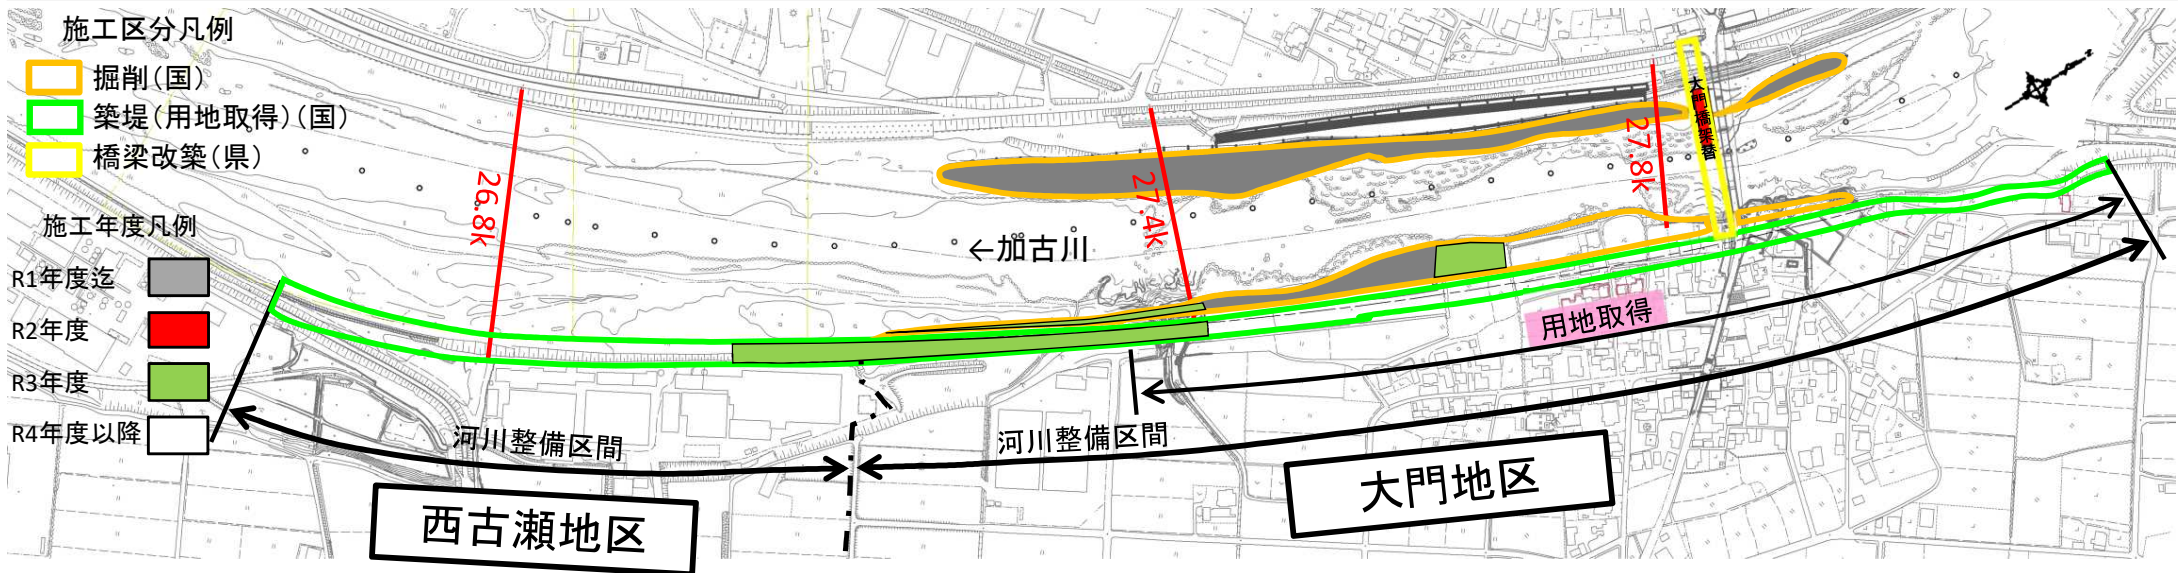 施工区分凡例
掘削(国)
築堤(用地取得)(国)
橋梁改築(県)
施工年度凡例
R1年度迄
R2年度
R3年度
R4年度以降
26.8k
27.4k
27.8k
大門橋架替
←加古川
用地取得
河川整備区間
河川整備区間
西古瀬地区
大門地区